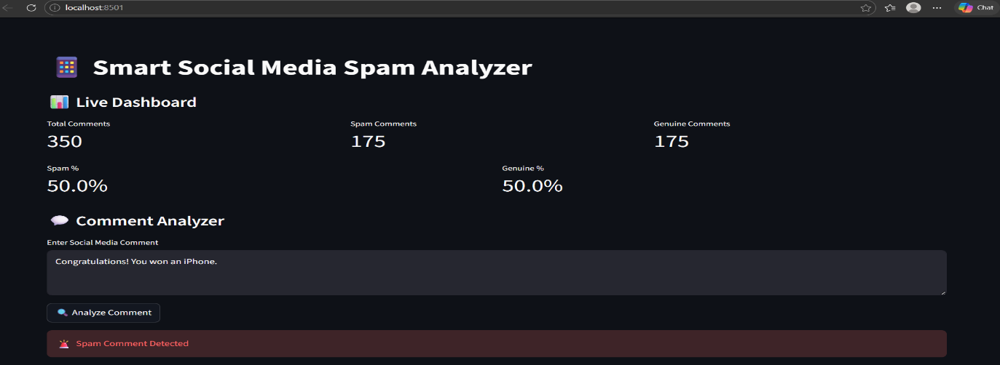 localhost:8501
Chat
Smart Social Media Spam Analyzer
Live Dashboard
Total Comments
350
Spam Comments
175
Genuine Comments
175
Spam %
50.0%
Genuine %
50.0%
Comment Analyzer
Enter Social Media Comment
Congratulations! You won an iPhone.
Analyze Comment
Spam Comment Detected